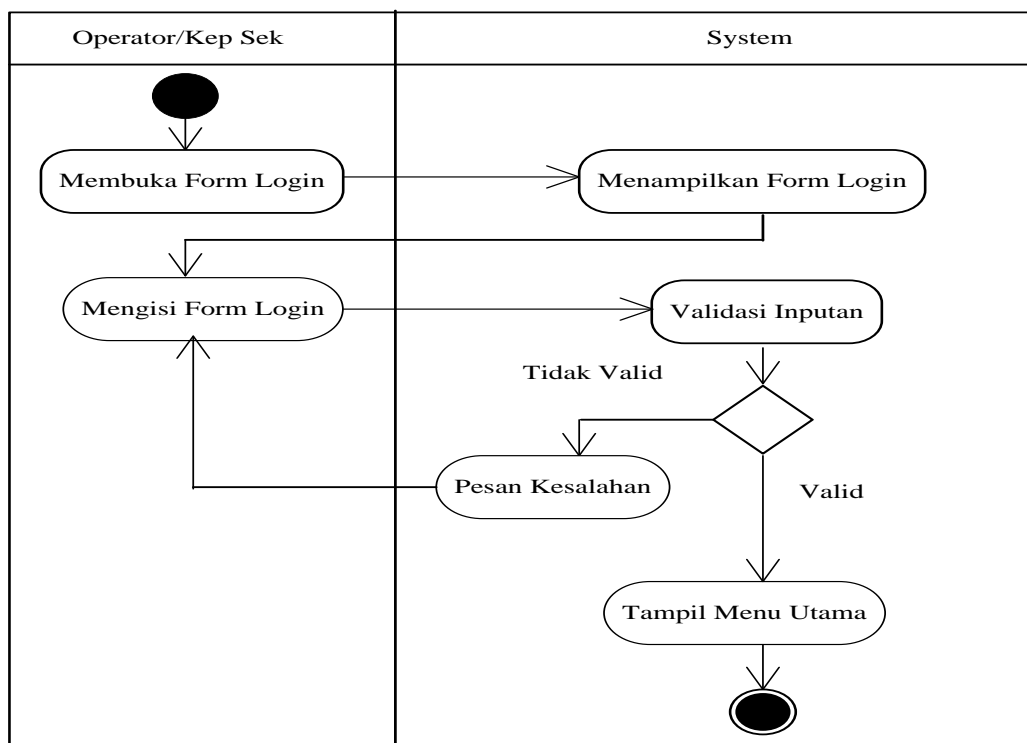 Operator/Kep Sek
System
Membuka Form Login
Menampilkan Form Login
Mengisi Form Login
Validasi Inputan
Tidak Valid
Pesan Kesalahan
Valid
Tampil Menu Utama